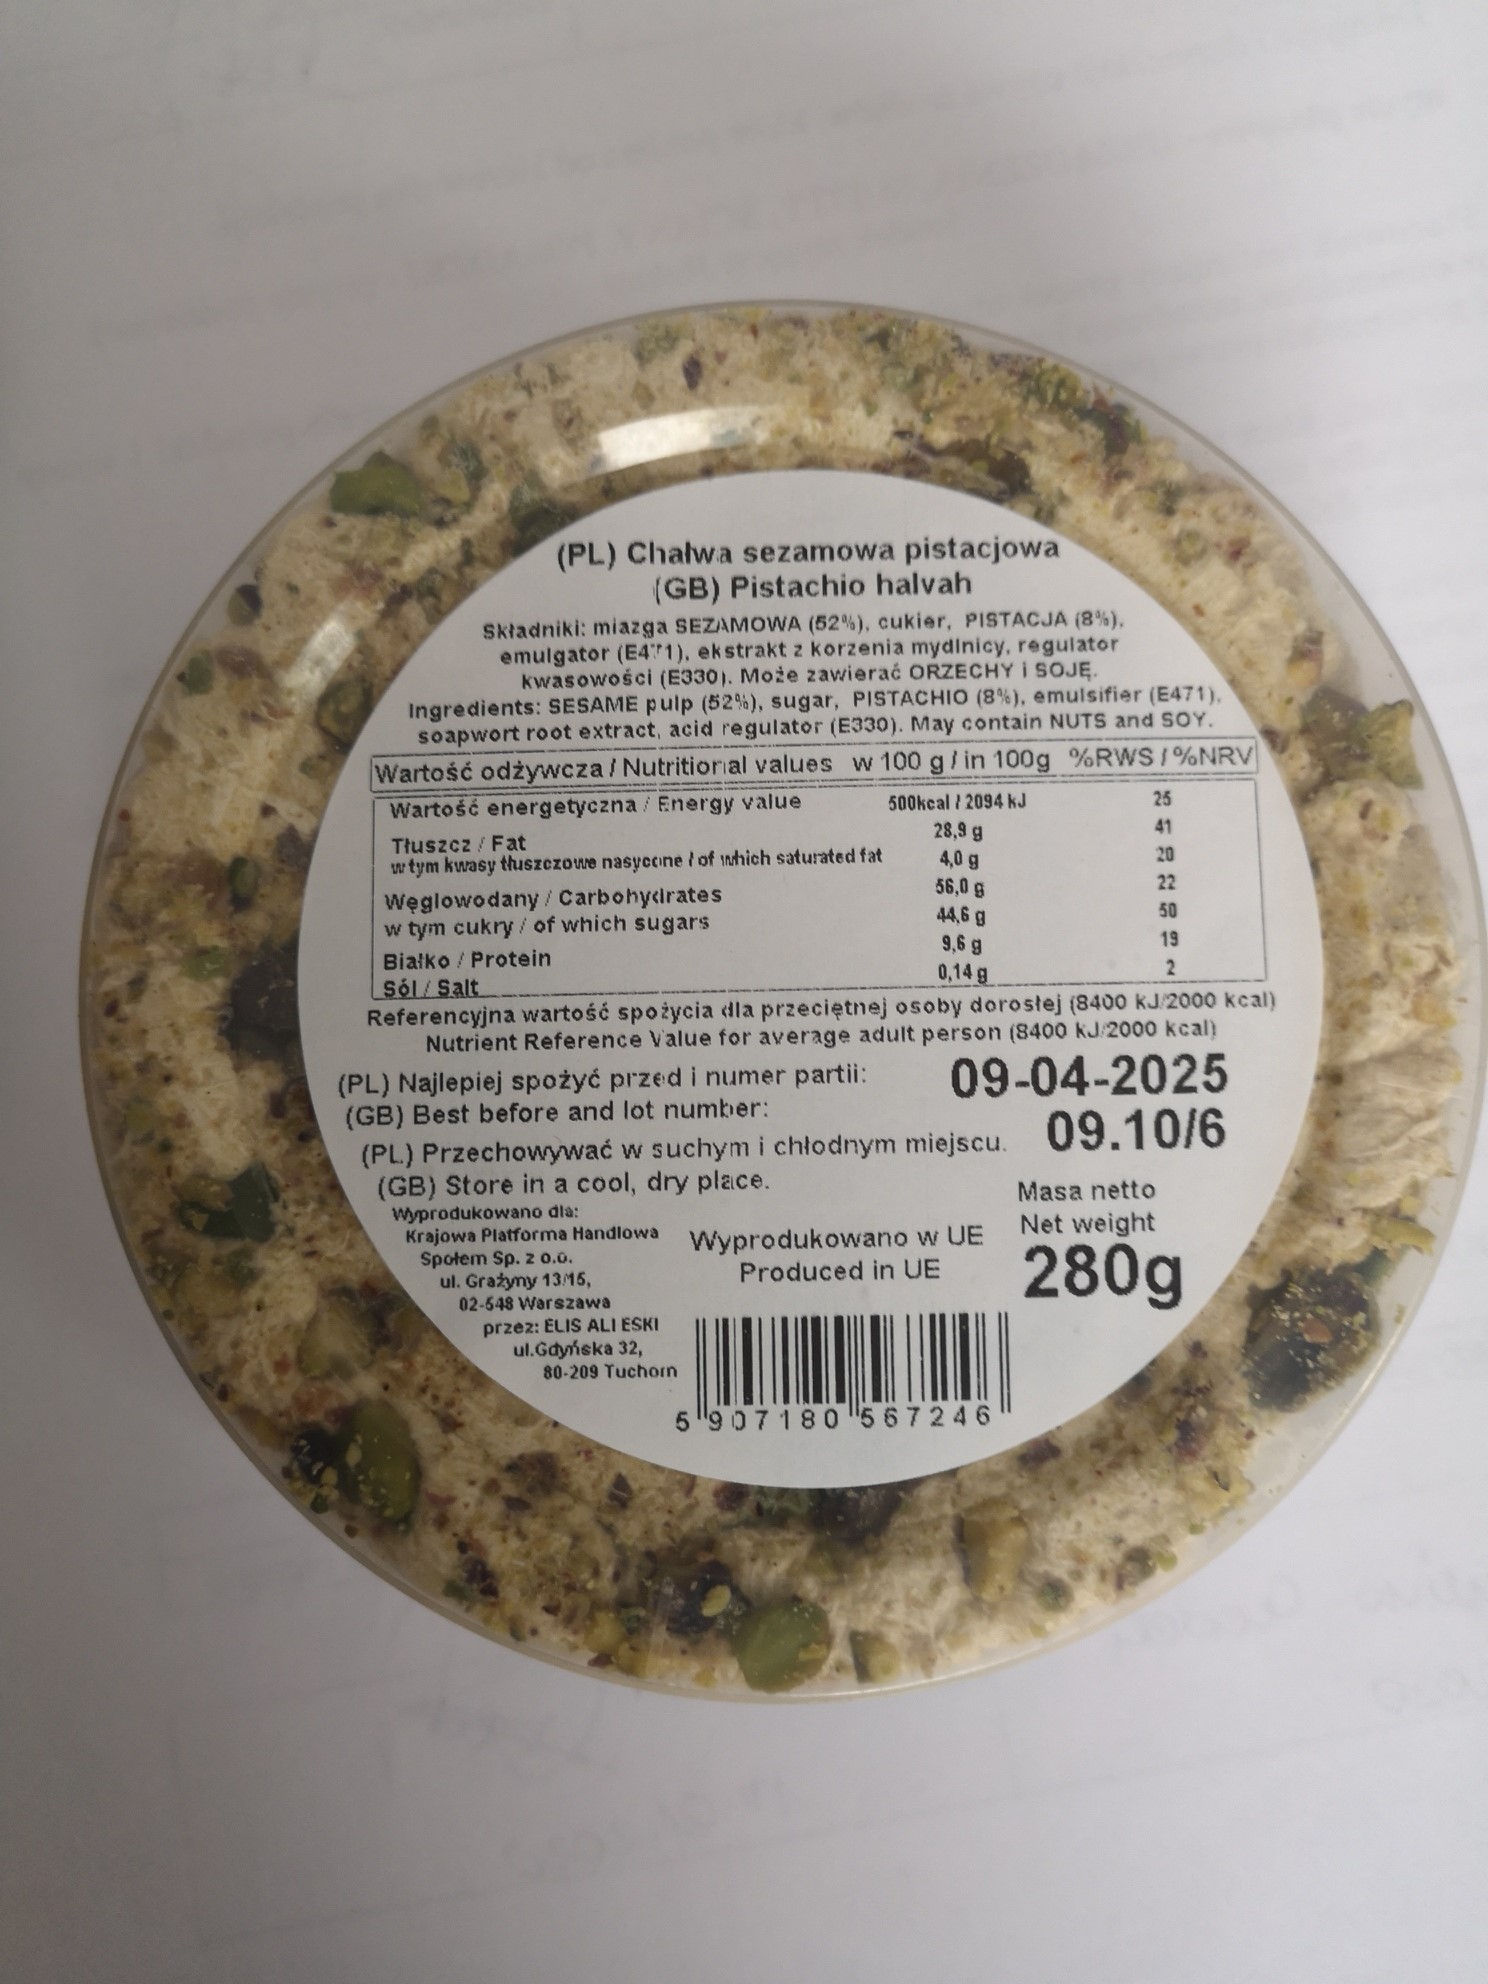 (PL) Chałwa sezamowa pistacjowa
(GB) Pistachio halvah
Składniki: miazga SEZAMOWA (52%), cukier, PISTACJA (8%),
emulgator (E471), ekstrakt z korzenia mydlnicy, regulator
kwasowości (E330). Może zawierać ORZECHY i SOJĘ.
Ingredients: SESAME pulp (52%), sugar, PISTACHIO (8%), emulsifier (E471),
soapwort root extract, acid regulator (E330). May contain NUTS and SOY.
Wartość odżywcza / Nutritional values w 100 g / in 100g %RWS / %NRV
Wartość energetyczna / Energy value 500kcal / 2094 kJ 25
Tłuszcz / Fat 28,9 g 41
w tym kwasy tłuszczowe nasycone / of which saturated fat 4,0 g 20
Węglowodany / Carbohydrates 56,0 g 22
w tym cukry / of which sugars 44,6 g 50
Białko / Protein 9,6 g 19
Sól / Salt 0,14 g 2
Referencyjna wartość spożycia dla przeciętnej osoby dorosłej (8400 kJ/2000 kcal)
Nutrient Reference Value for average adult person (8400 kJ/2000 kcal)
(PL) Najlepiej spożyć przed i numer partii: 09-04-2025
(GB) Best before and lot number: 09.10/6
(PL) Przechowywać w suchym i chłodnym miejscu.
(GB) Store in a cool, dry place.
Wyprodukowano dla:
Krajowa Platforma Handlowa
Społem Sp. z o.o.
ul. Grażyny 13/15,
02-548 Warszawa
przez: ELIS ALI ESKI
ul.Gdyńska 32,
80-209 Tuchom
Wyprodukowano w UE
Produced in UE
Masa netto
Net weight
280g
5 907180 567246